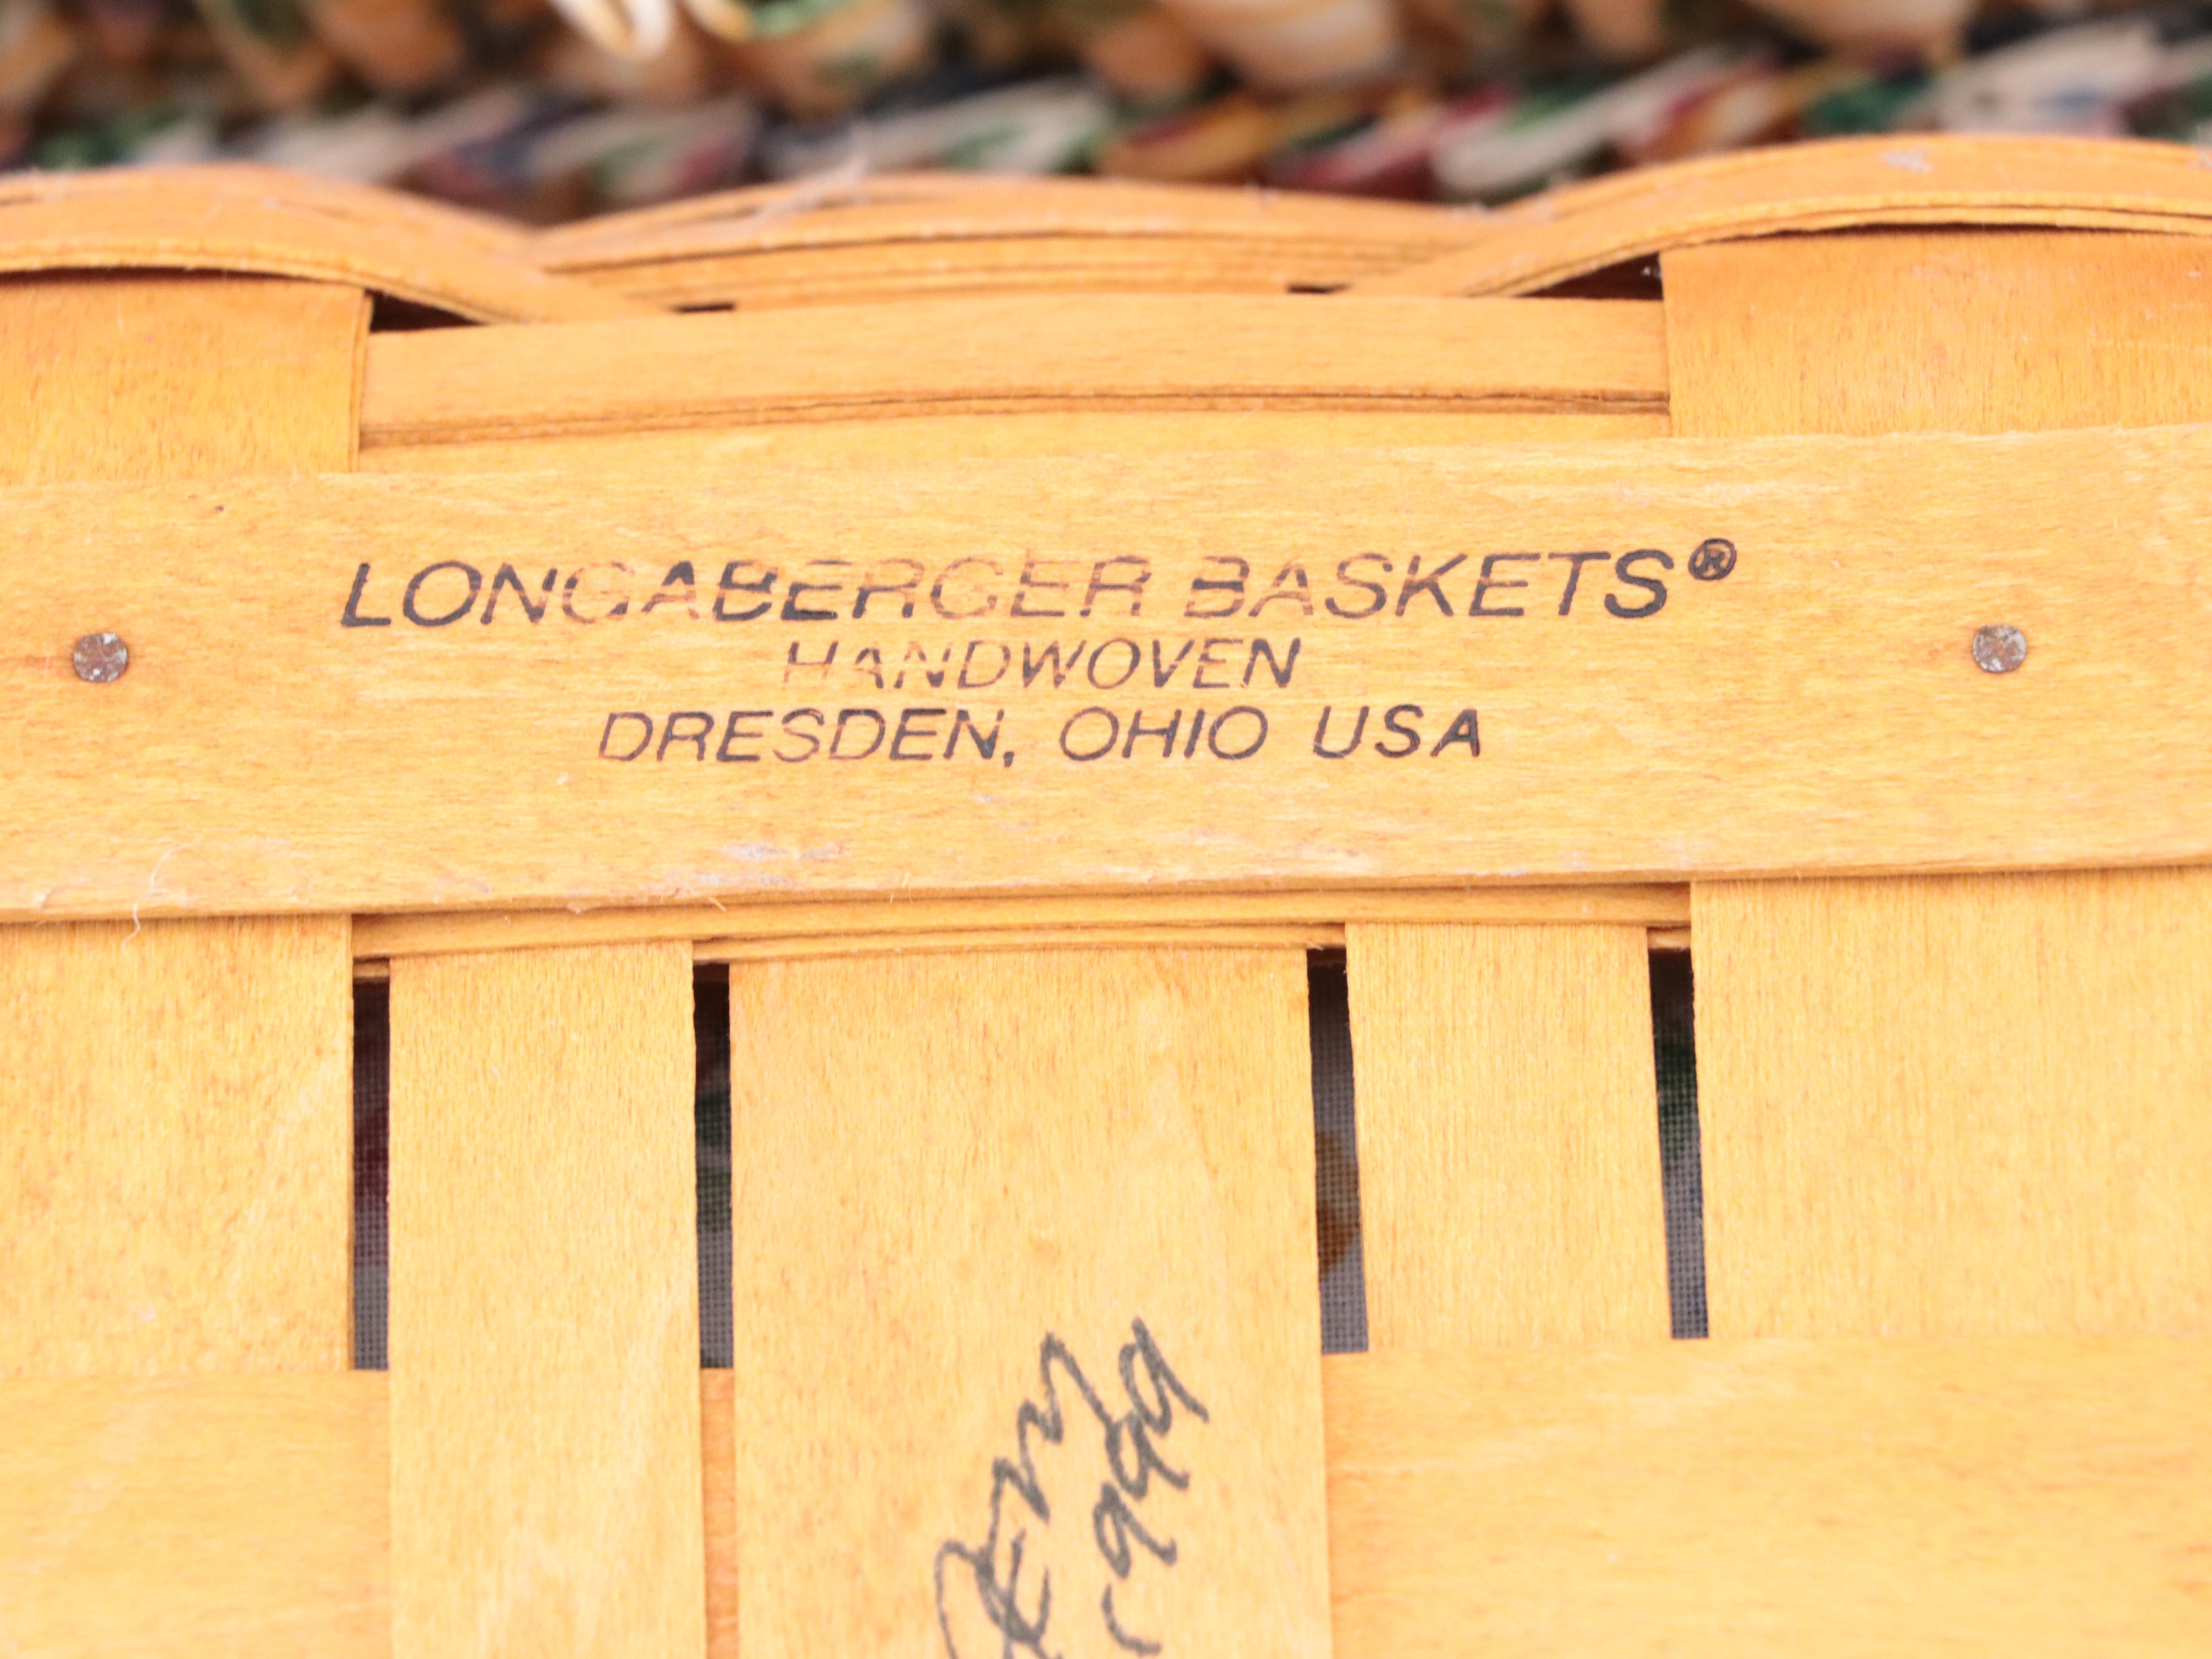 LONGABERGER BASKETS®
HANDWOVEN
DRESDEN, OHIO USA
1999